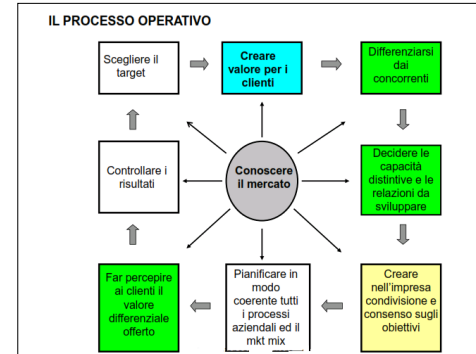 IL PROCESSO OPERATIVO
Scegliere il
target
Creare
valore per i
clienti
Differenziarsi
dai
concorrenti
Controllare i
risultati
Conoscere
il mercato
Decidere le
capacità
distintive e le
relazioni da
sviluppare
Far percepire
ai clienti il
valore
differenziale
offerto
Pianificare in
modo
coerente tutti
i processi
aziendali ed il
mkt mix
Creare
nell'impresa
condivisione e
consenso sugli
obiettivi